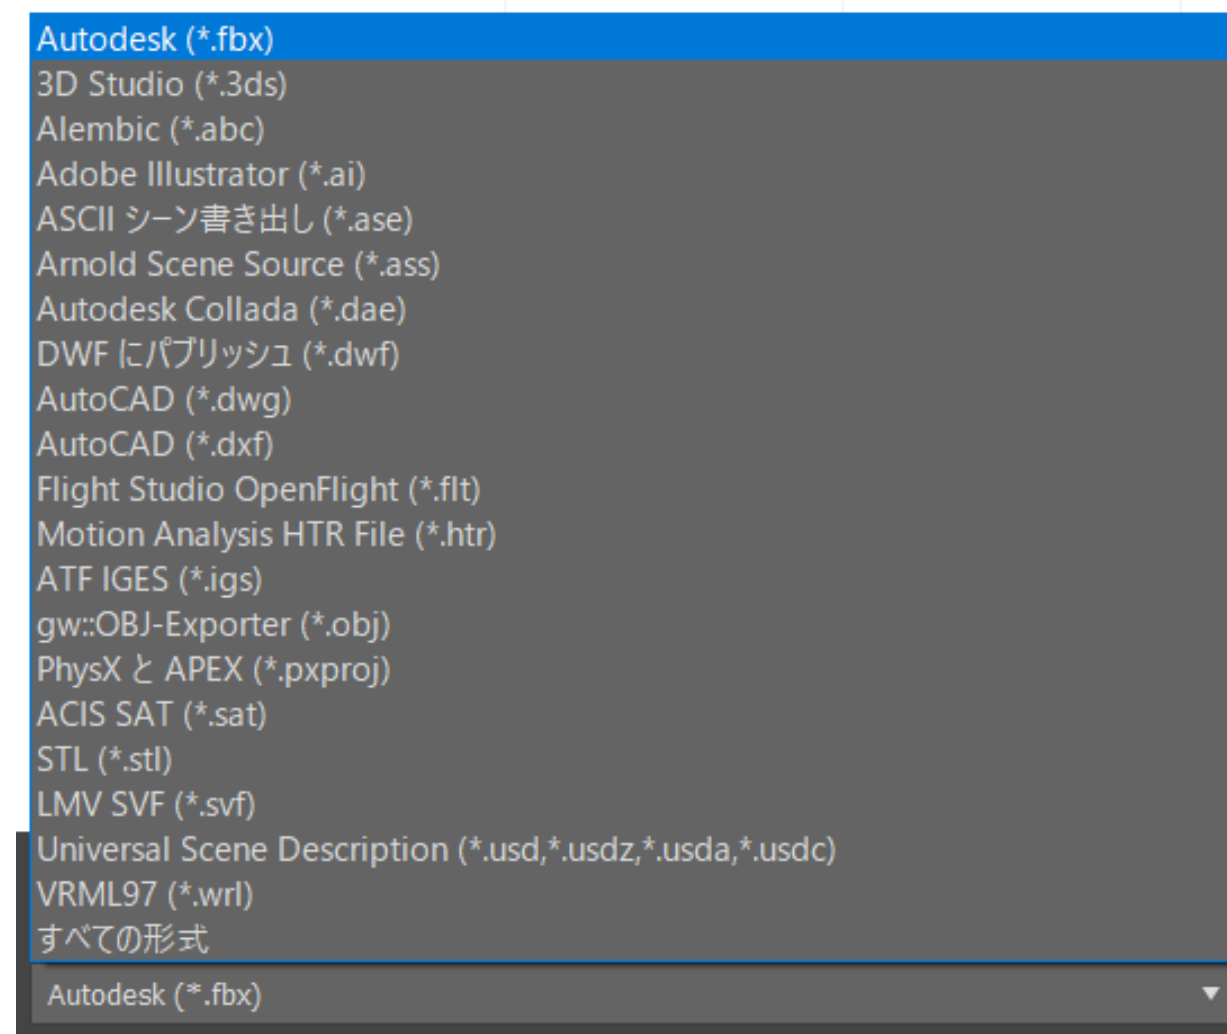 Autodesk (*.fbx)
3D Studio (*.3ds)
Alembic (*.abc)
Adobe Illustrator (*.ai)
ASCII シーン書き出し (*.ase)
Arnold Scene Source (*.ass)
Autodesk Collada (*.dae)
DWF にパブリッシュ (*.dwf)
AutoCAD (*.dwg)
AutoCAD (*.dxf)
Flight Studio OpenFlight (*.flt)
Motion Analysis HTR File (*.htr)
ATF IGES (*.igs)
gw::OBJ-Exporter (*.obj)
PhysX と APEX (*.pxproj)
ACIS SAT (*.sat)
STL (*.stl)
LMV SVF (*.svf)
Universal Scene Description (*.usd,*.usdz,*.usda,*.usdc)
VRML97 (*.wrl)
すべての形式
Autodesk (*.fbx)